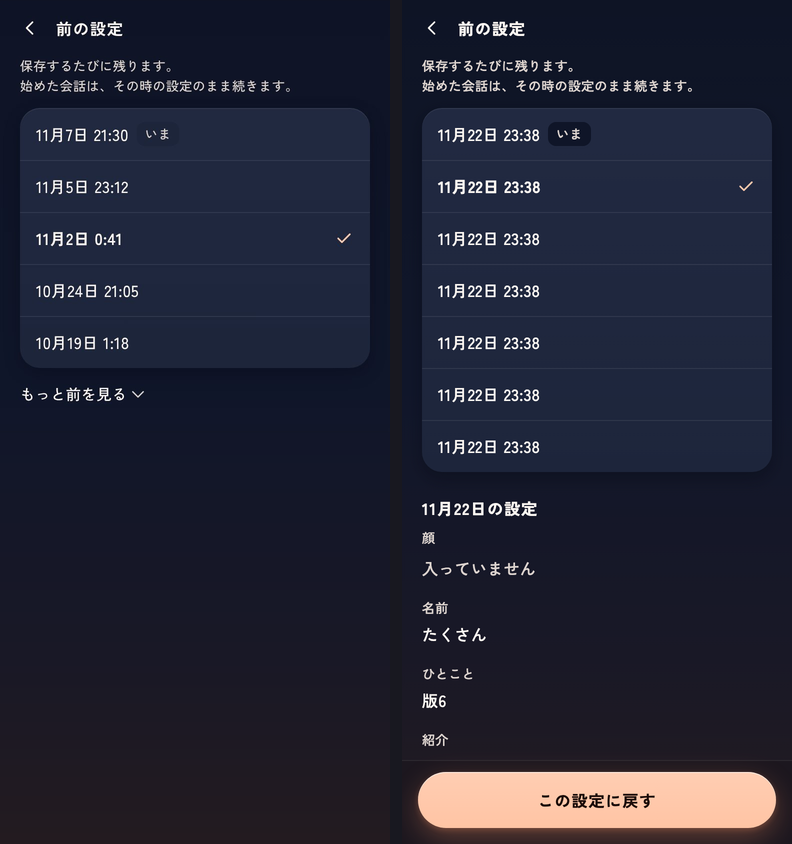 前の設定
保存するたびに残ります。
始めた会話は、その時の設定のまま続きます。
11月7日 21:30 いま
11月5日 23:12
11月2日 0:41
10月24日 21:05
10月19日 1:18
もっと前を見る
前の設定
保存するたびに残ります。
始めた会話は、その時の設定のまま続きます。
11月22日 23:38 いま
11月22日 23:38
11月22日 23:38
11月22日 23:38
11月22日 23:38
11月22日 23:38
11月22日 23:38
11月22日の設定
顔
入っていません
名前
たくさん
ひとこと
版6
紹介
この設定に戻す